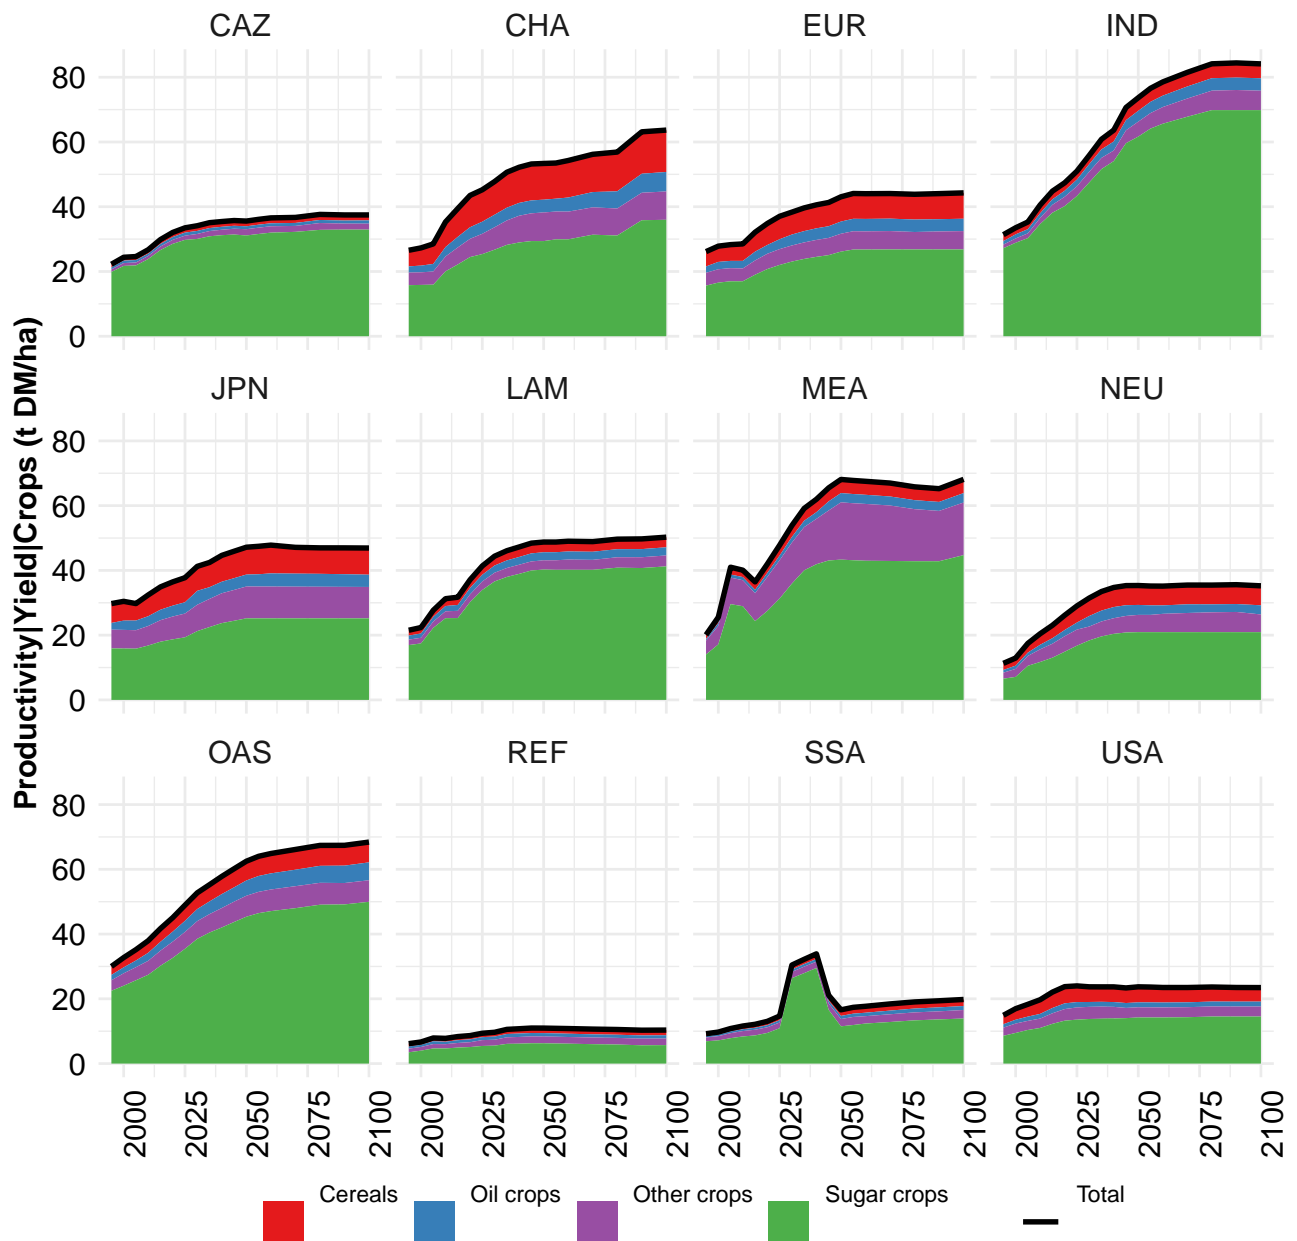 CAZ CHA EUR IND
80
60
40
20
0
JPN LAM MEA NEU
80
60
40
20
0
Productivity|Yield|Crops (t DM/ha)
OAS REF SSA USA
80
60
40
20
0
2000 2025 2050 2075 2100 2000 2025 2050 2075 2100 2000 2025 2050 2075 2100 2000 2025 2050 2075 2100
Cereals Oil crops Other crops Sugar crops Total